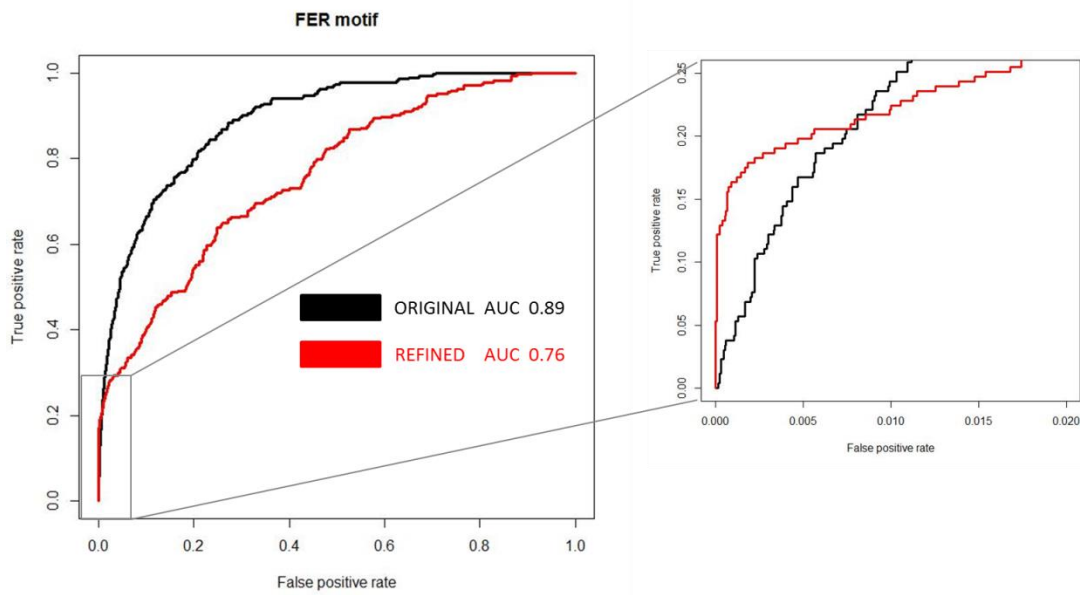 FER motif
True positive rate
1.0
0.8
0.6
0.4
0.2
0.0
ORIGINAL AUC 0.89
REFINED AUC 0.76
0.0 0.2 0.4 0.6 0.8 1.0
False positive rate
True positive rate
0.25
0.20
0.15
0.10
0.05
0.00
0.000 0.005 0.010 0.015 0.020
False positive rate